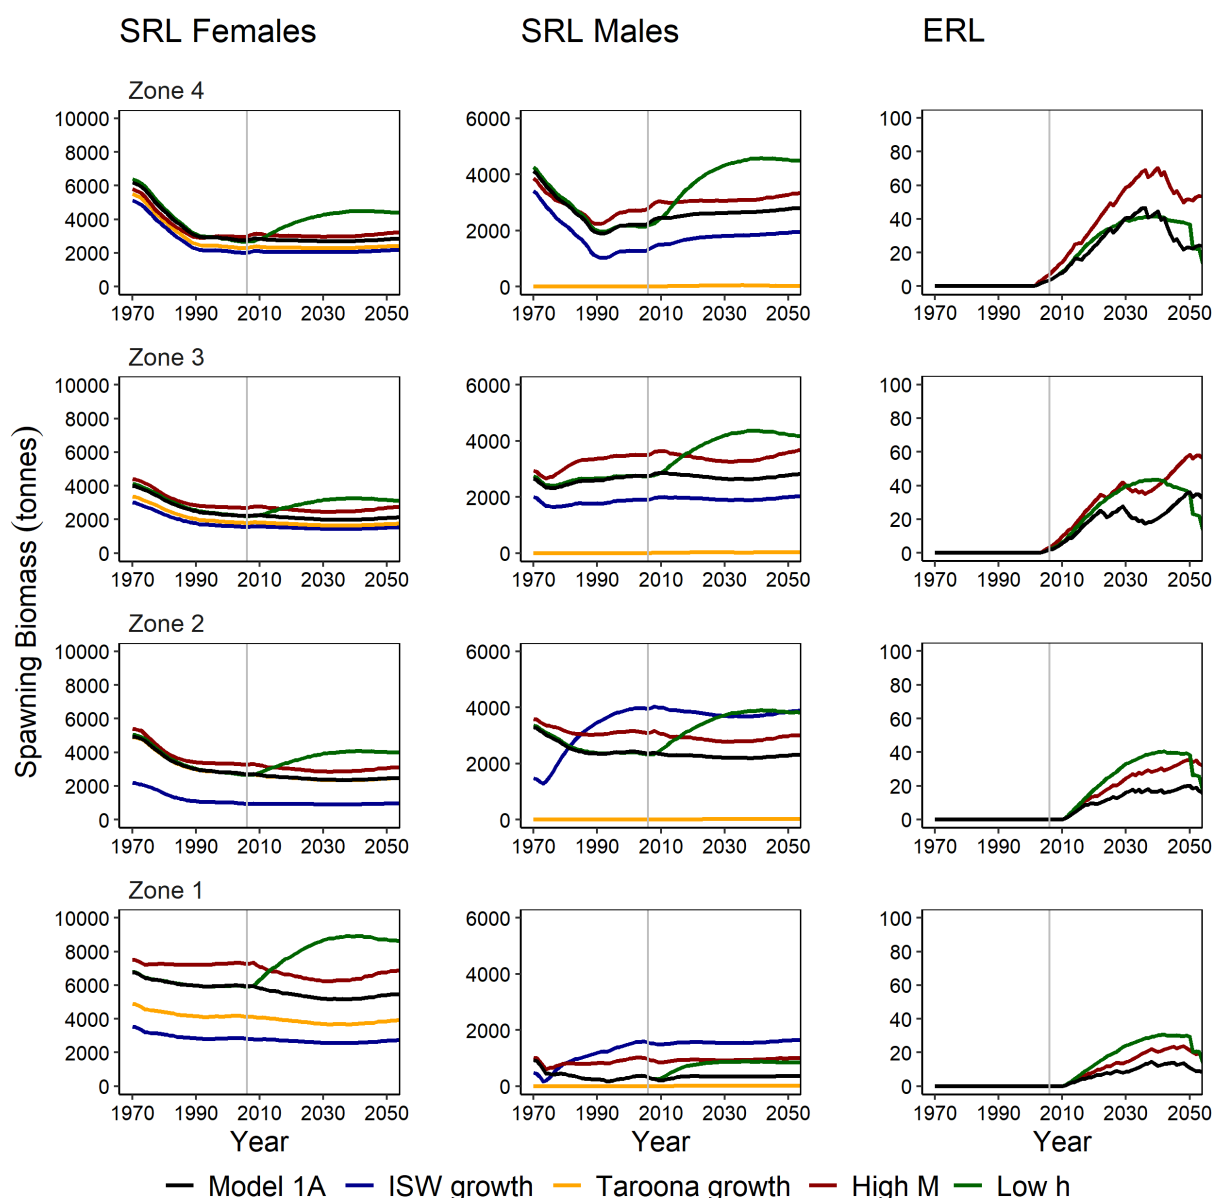 SRL Females SRL Males ERL
Zone 4
10000 8000 6000 4000 2000 0
6000 4000 2000 0
100 80 60 40 20 0
1970 1990 2010 2030 2050 1970 1990 2010 2030 2050 1970 1990 2010 2030 2050
Zone 3
10000 8000 6000 4000 2000 0
6000 4000 2000 0
100 80 60 40 20 0
1970 1990 2010 2030 2050 1970 1990 2010 2030 2050 1970 1990 2010 2030 2050
Spawning Biomass (tonnes)
Zone 2
10000 8000 6000 4000 2000 0
6000 4000 2000 0
100 80 60 40 20 0
1970 1990 2010 2030 2050 1970 1990 2010 2030 2050 1970 1990 2010 2030 2050
Zone 1
10000 8000 6000 4000 2000 0
6000 4000 2000 0
100 80 60 40 20 0
1970 1990 2010 2030 2050 1970 1990 2010 2030 2050 1970 1990 2010 2030 2050
Year Year Year
Model 1A ISW growth Taroona growth High M Low h